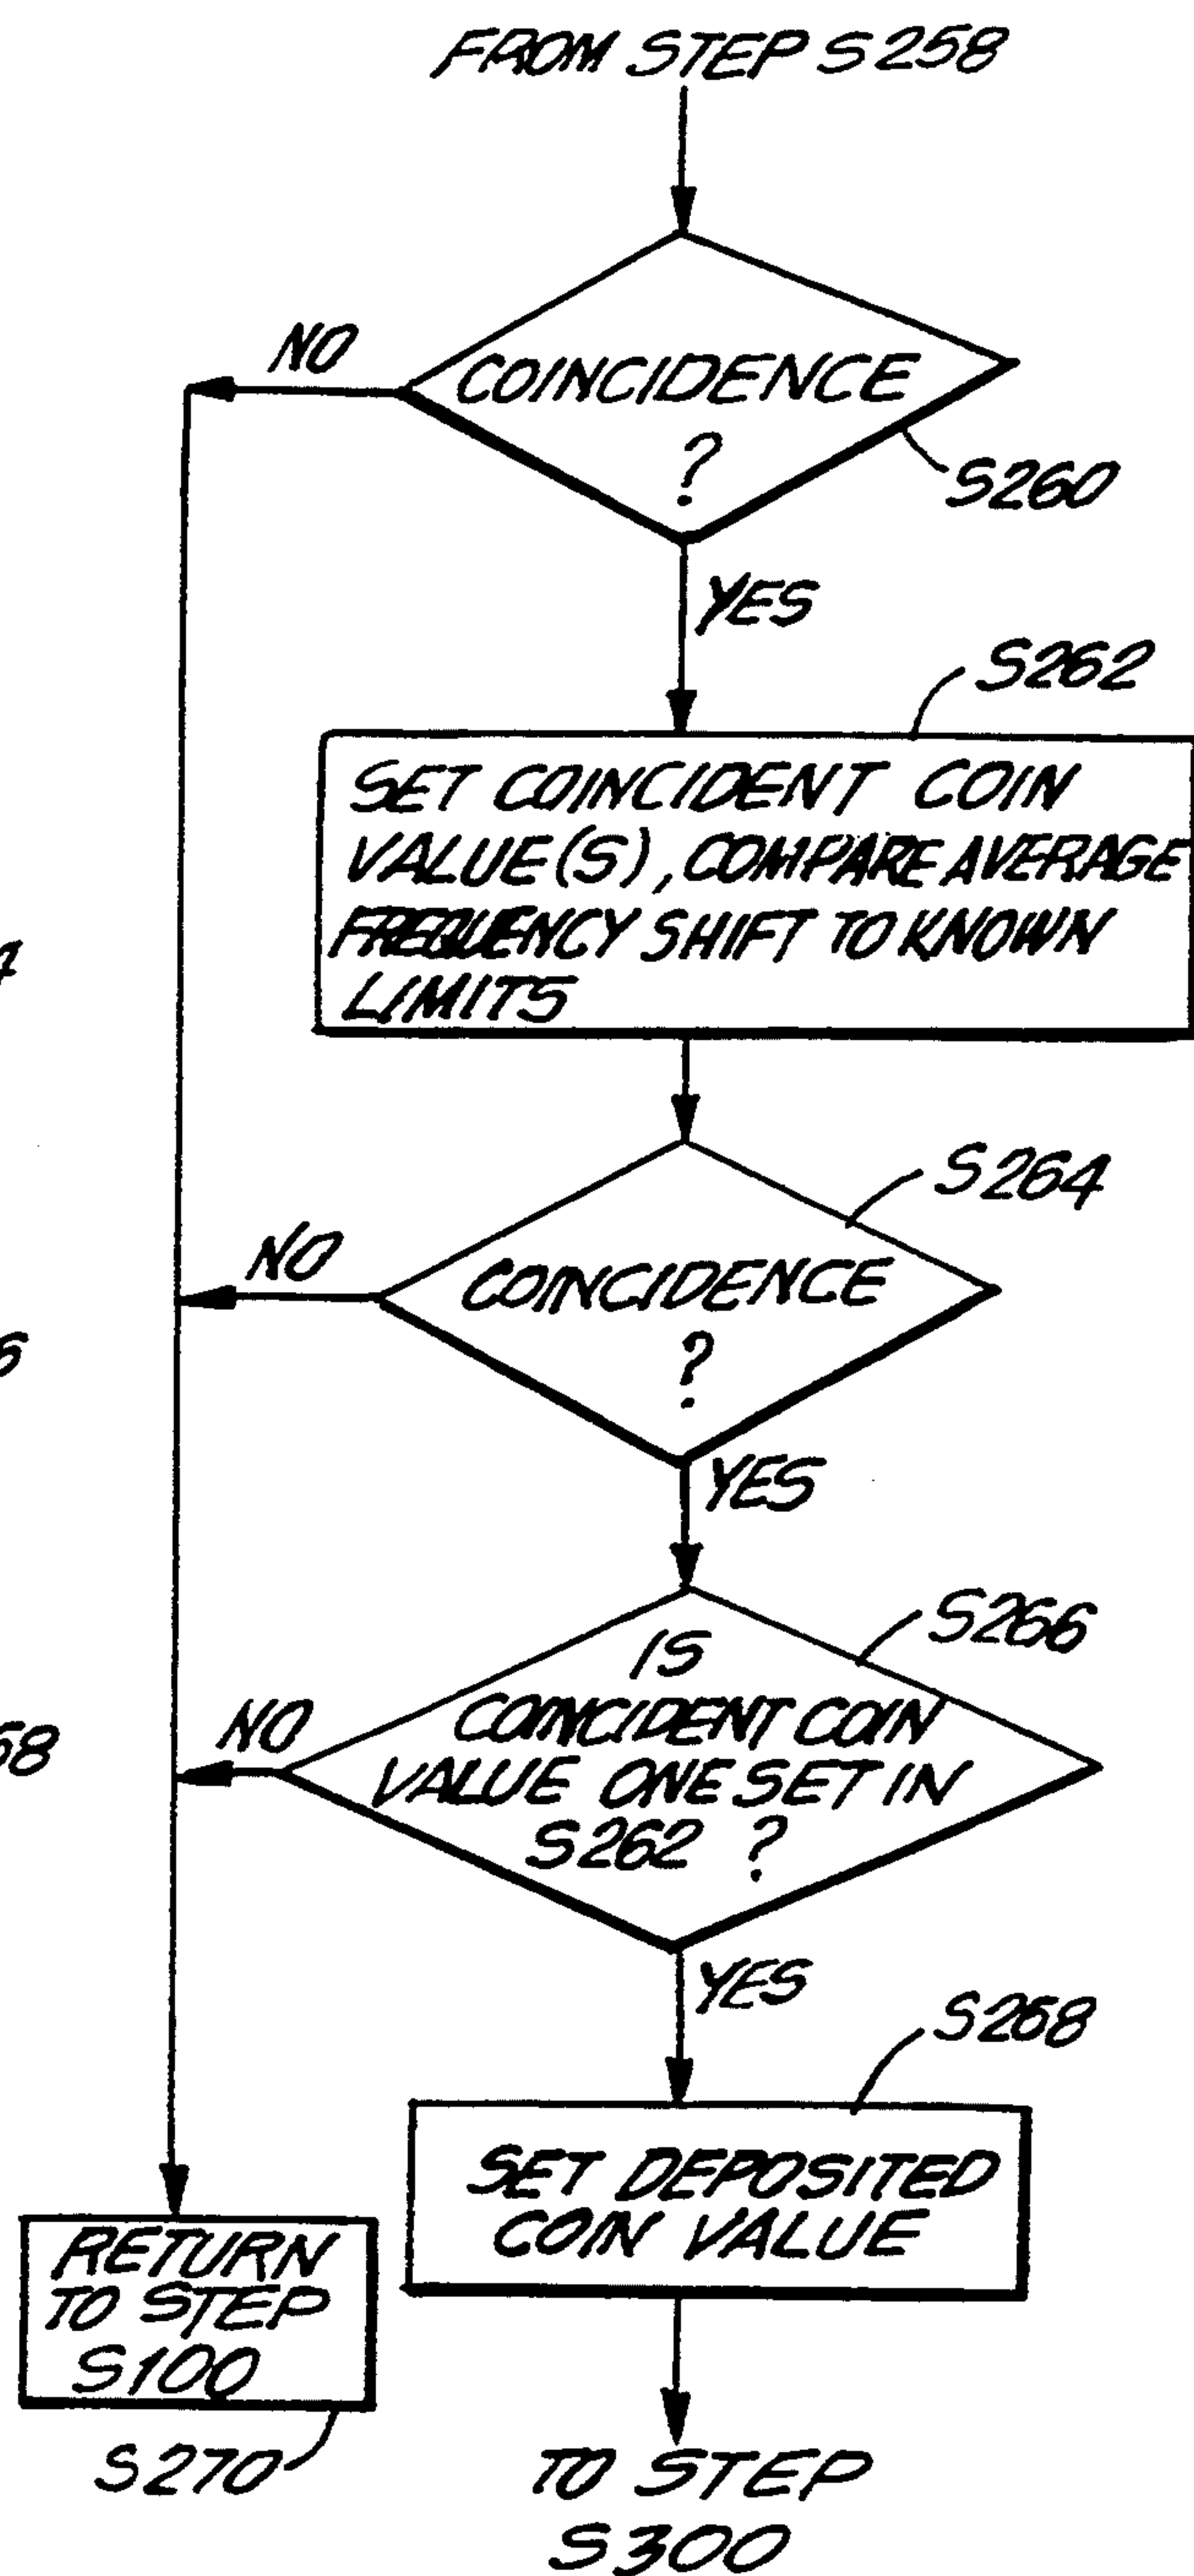 FROM STEP S258
NO
COINCIDENCE
?
S260
YES
S262
SET COINCIDENT COIN
VALUE(S), COMPARE AVERAGE
FREQUENCY SHIFT TO KNOWN
LIMITS
S264
NO
COINCIDENCE
?
YES
S266
IS
COINCIDENT COIN
VALUE ONE SET IN
S262 ?
NO
YES
S268
SET DEPOSITED
COIN VALUE
RETURN
TO STEP
S100
S270
TO STEP
S300